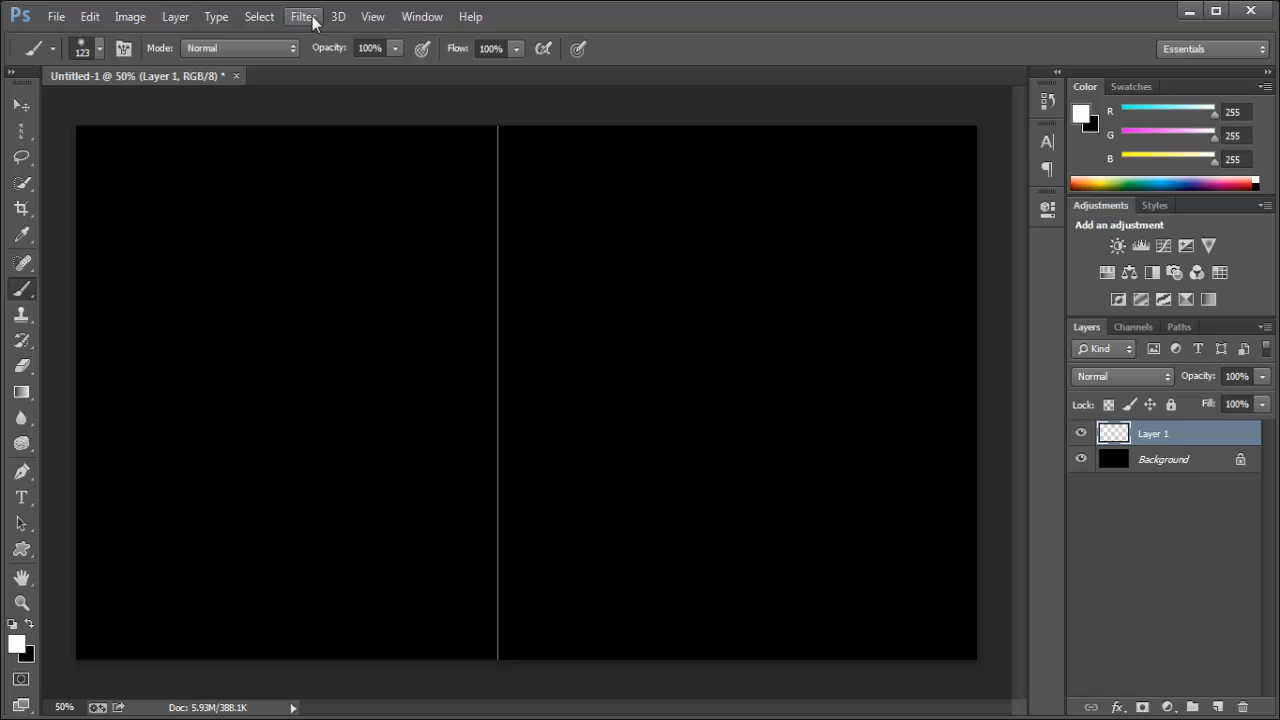 Ps File Edit Image Layer Type Select Filter 3D View Window Help
123 Mode: Normal Opacity: 100% Flow: 100% Essentials
Untitled-1 @ 50% (Layer 1, RGB/8) * ×
Color Swatches
R 255
G 255
B 255
Adjustments Styles
Add an adjustment
Layers Channels Paths
Kind
Normal Opacity: 100%
Lock: Fill: 100%
Layer 1
Background
50% Doc: 5.93M/388.1K